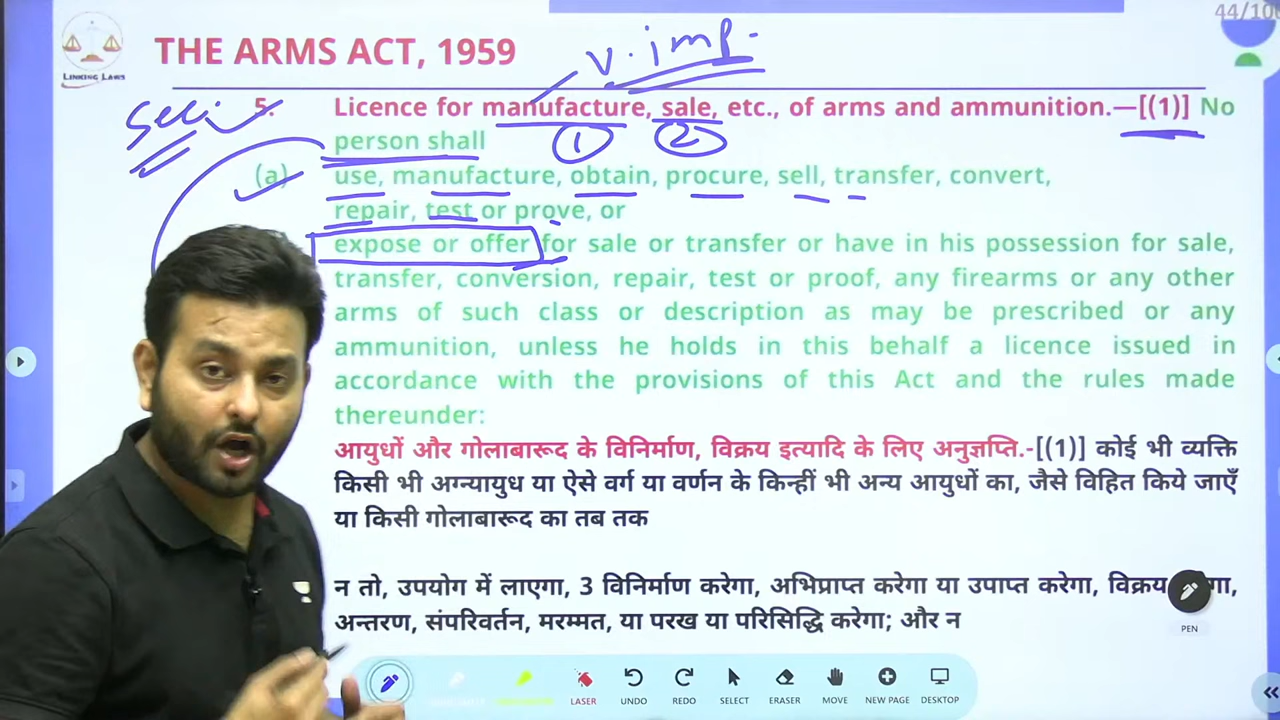 44/100
LINKING LAWS
THE ARMS ACT, 1959
v. imp.
Sec.
5. Licence for manufacture, sale, etc., of arms and ammunition.—[(1)] No
person shall
1 2
(a) use, manufacture, obtain, procure, sell, transfer, convert,
repair, test or prove, or
expose or offer for sale or transfer or have in his possession for sale,
transfer, conversion, repair, test or proof, any firearms or any other
arms of such class or description as may be prescribed or any
ammunition, unless he holds in this behalf a licence issued in
accordance with the provisions of this Act and the rules made
thereunder:
आयुधों और गोलाबारूद के विनिर्माण, विक्रय इत्यादि के लिए अनुज्ञप्ति.-[(1)] कोई भी व्यक्ति
किसी भी अग्न्यायुध या ऐसे वर्ग या वर्णन के किन्हीं भी अन्य आयुधों का, जैसे विहित किये जाएँ
या किसी गोलाबारूद का तब तक
न तो, उपयोग में लाएगा, 3 विनिर्माण करेगा, अभिप्राप्त करेगा या उपाप्त करेगा, विक्रय
अन्तरण, संपरिवर्तन, मरम्मत, या परख या परिसिद्धि करेगा; और न
PEN
LASER UNDO REDO SELECT ERASER MOVE NEW PAGE DESKTOP